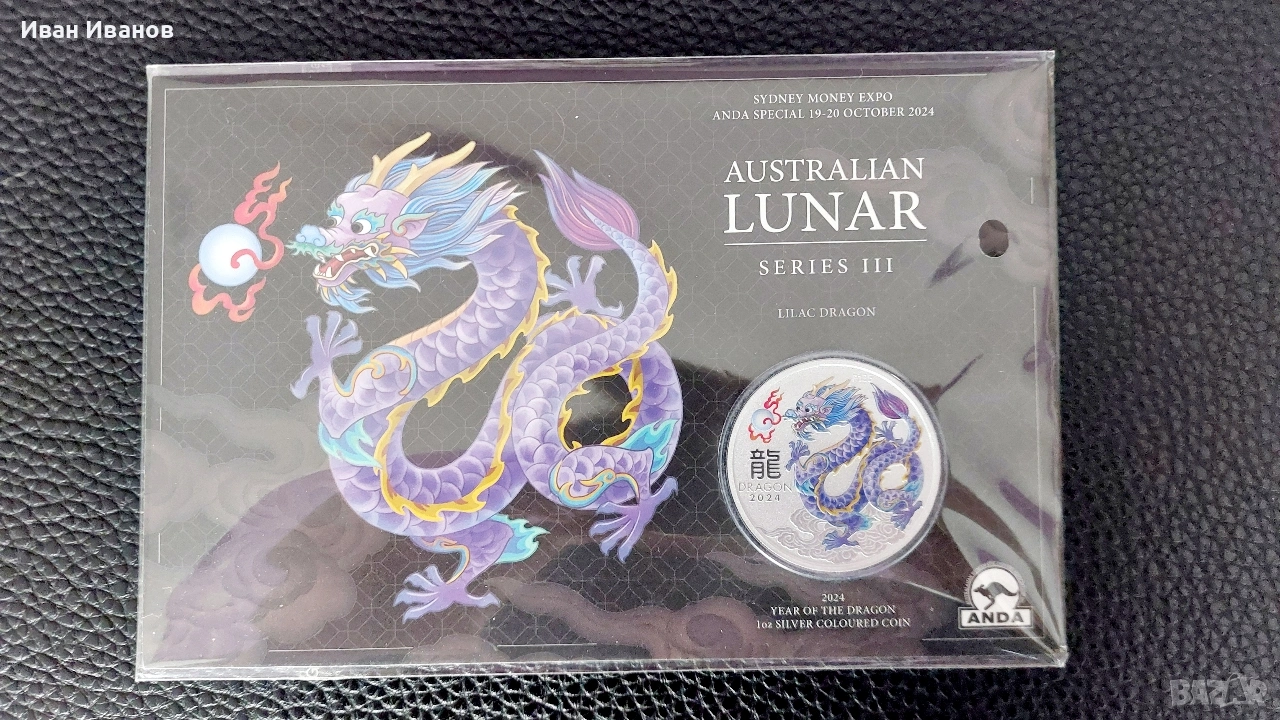 Иван Иванов
SYDNEY MONEY EXPO
ANDA SPECIAL 19-20 OCTOBER 2024
AUSTRALIAN
LUNAR
SERIES III
LILAC DRAGON
龍
DRAGON
2024
2024
YEAR OF THE DRAGON
1oz SILVER COLOURED COIN
ANDA
BAZAR